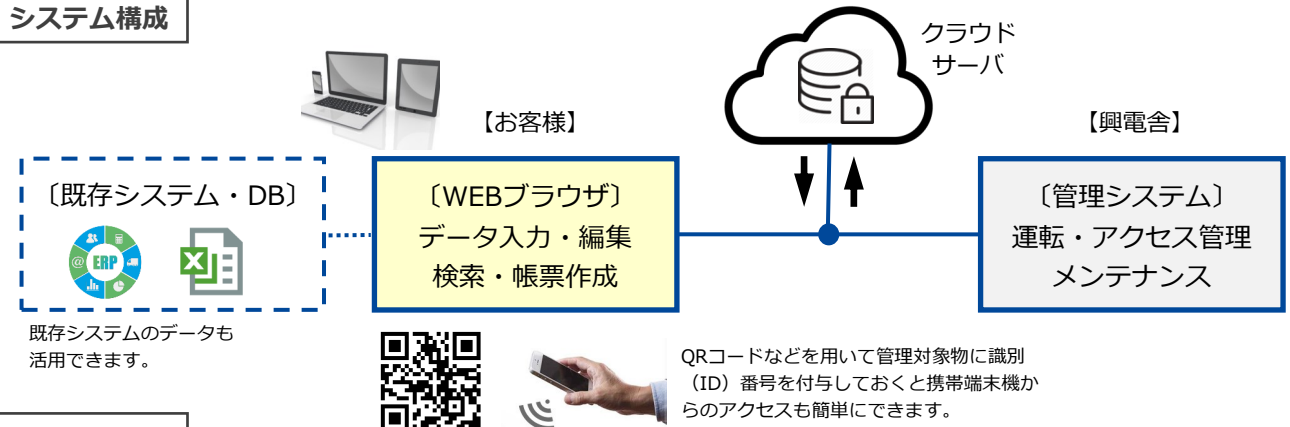 システム構成
クラウド
サーバ
【お客様】
【興電舎】
〔既存システム・DB〕
ERP
@
X
〔WEBブラウザ〕
データ入力・編集
検索・帳票作成
〔管理システム〕
運転・アクセス管理
メンテナンス
既存システムのデータも
活用できます。
QRコードなどを用いて管理対象物に識別
（ID）番号を付与しておくと携帯端末機か
らのアクセスも簡単にできます。